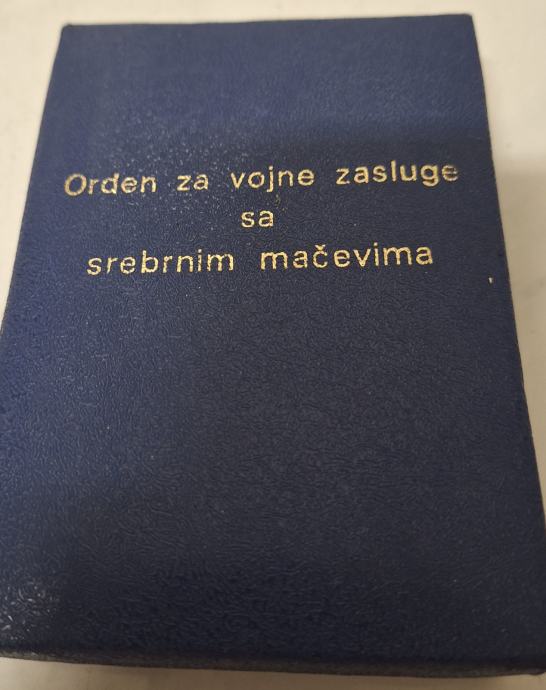 Orden za vojne zasluge
sa
srebrnim mačevima